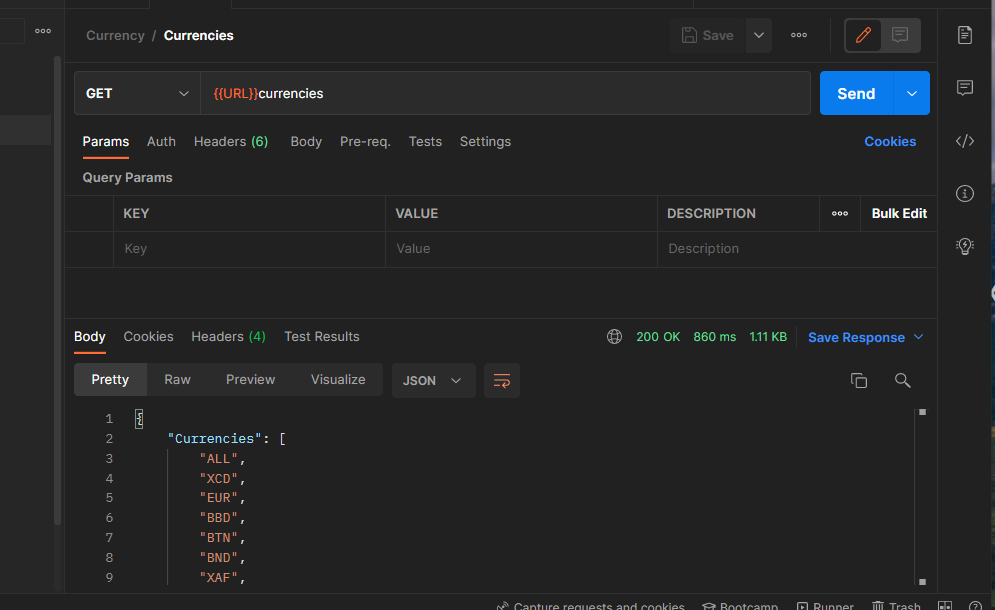 Currency / Currencies
Save
GET
{{URL}}currencies
Send
Params Auth Headers (6) Body Pre-req. Tests Settings
Cookies
Query Params
KEY VALUE DESCRIPTION Bulk Edit
Key Value Description
Body Cookies Headers (4) Test Results 200 OK 860 ms 1.11 KB Save Response
Pretty Raw Preview Visualize JSON
1 {
2 "Currencies": [
3 "ALL",
4 "XCD",
5 "EUR",
6 "BBD",
7 "BTN",
8 "BND",
9 "XAF",
Capture requests and cookies Bootcamp Runner Trash